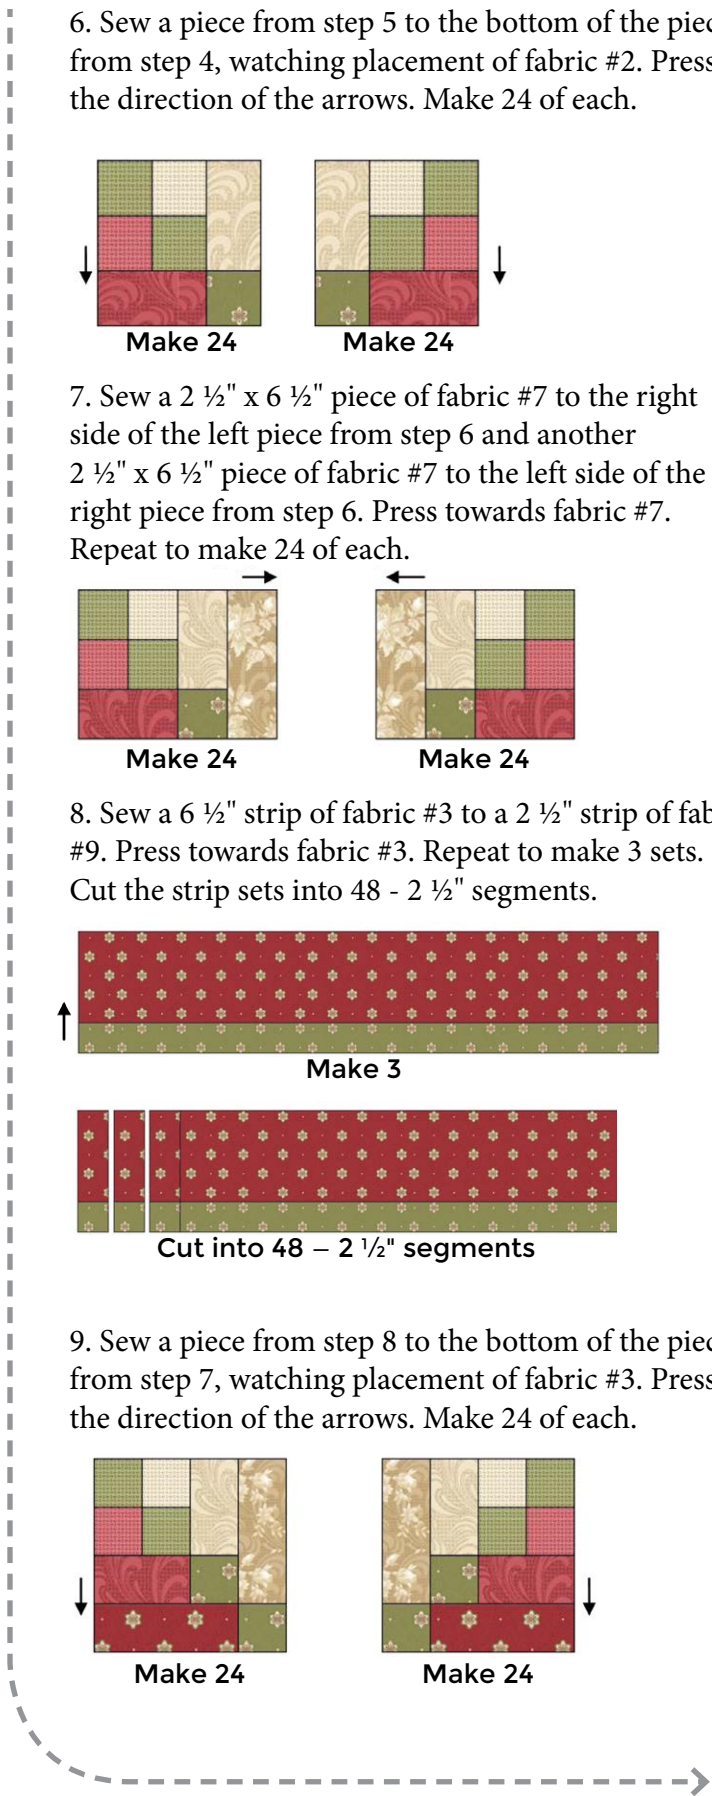 6. Sew a piece from step 5 to the bottom of the
from step 4, watching placement of fabric #2. Press
the direction of the arrows. Make 24 of each.
Make 24
Make 24
7. Sew a 2 ½" x 6 ½" piece of fabric #7 to the right
side of the left piece from step 6 and another
2 ½" x 6 ½" piece of fabric #7 to the left side of the
right piece from step 6. Press towards fabric #7.
Repeat to make 24 of each.
Make 24
Make 24
8. Sew a 6 ½" strip of fabric #3 to a 2 ½" strip of
#9. Press towards fabric #3. Repeat to make 3 sets.
Cut the strip sets into 48 - 2 ½" segments.
Make 3
Cut into 48 – 2 ½" segments
9. Sew a piece from step 8 to the bottom of the
from step 7, watching placement of fabric #3. Press
the direction of the arrows. Make 24 of each.
Make 24
Make 24